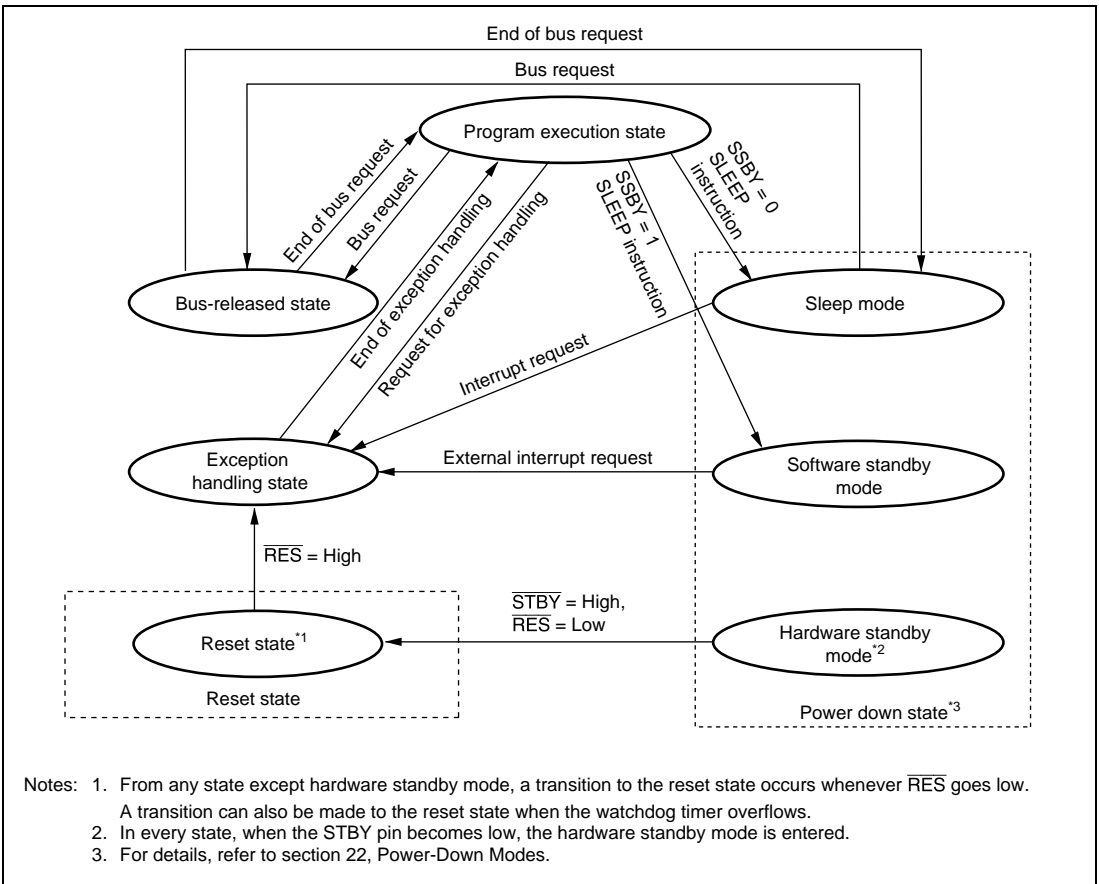 End of bus request
Bus request
Program execution state
End of bus request
Bus request
End of exception handling
Request for exception handling
SSBY = 1
SLEEP instruction
SSBY = 0
SLEEP
instruction
Bus-released state
Sleep mode
Interrupt request
Exception
handling state
External interrupt request
Software standby
mode
R̅E̅S̅ = High
S̅T̅B̅Y̅ = High,
R̅E̅S̅ = Low
Reset state*1
Hardware standby
mode*2
Reset state
Power down state*3
Notes: 1. From any state except hardware standby mode, a transition to the reset state occurs whenever R̅E̅S̅ goes low.
A transition can also be made to the reset state when the watchdog timer overflows.
2. In every state, when the STBY pin becomes low, the hardware standby mode is entered.
3. For details, refer to section 22, Power-Down Modes.